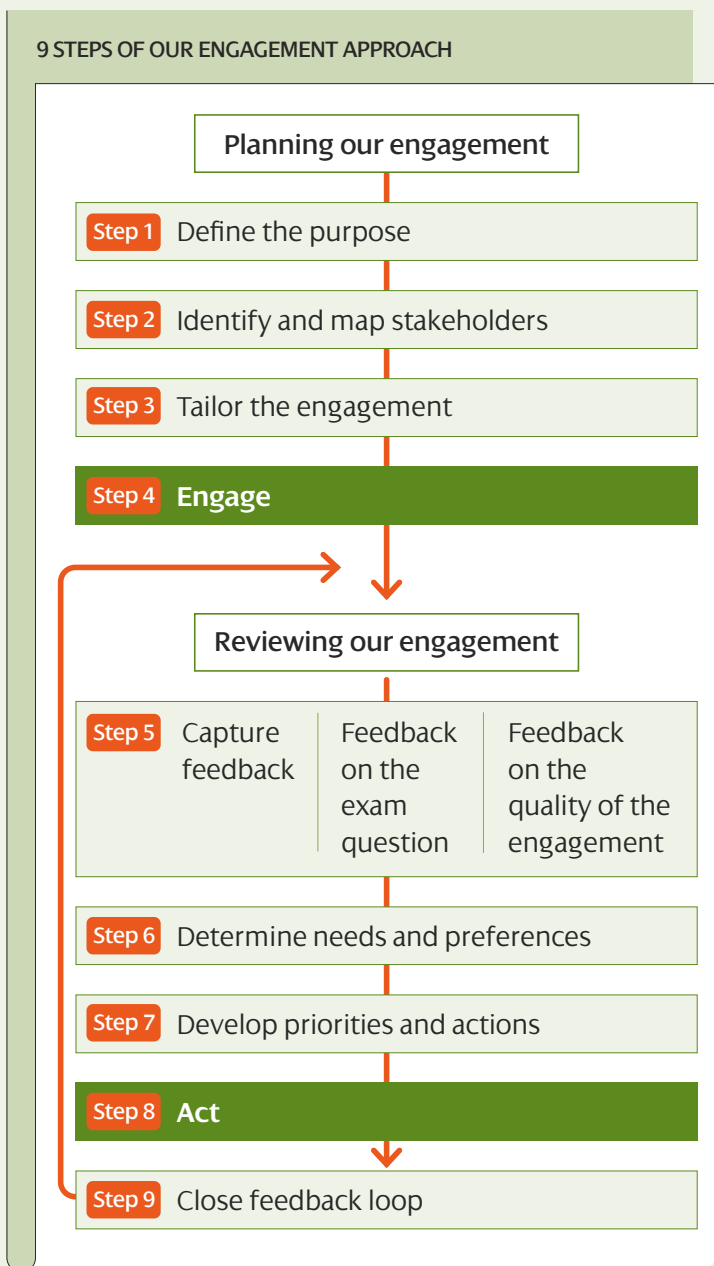 9 STEPS OF OUR ENGAGEMENT APPROACH
Planning our engagement
Step 1 Define the purpose
Step 2 Identify and map stakeholders
Step 3 Tailor the engagement
Step 4 Engage
Reviewing our engagement
Step 5 Capture
feedback
Feedback
on the
exam
question
Feedback
on the
quality of the
engagement
Step 6 Determine needs and preferences
Step 7 Develop priorities and actions
Step 8 Act
Step 9 Close feedback loop